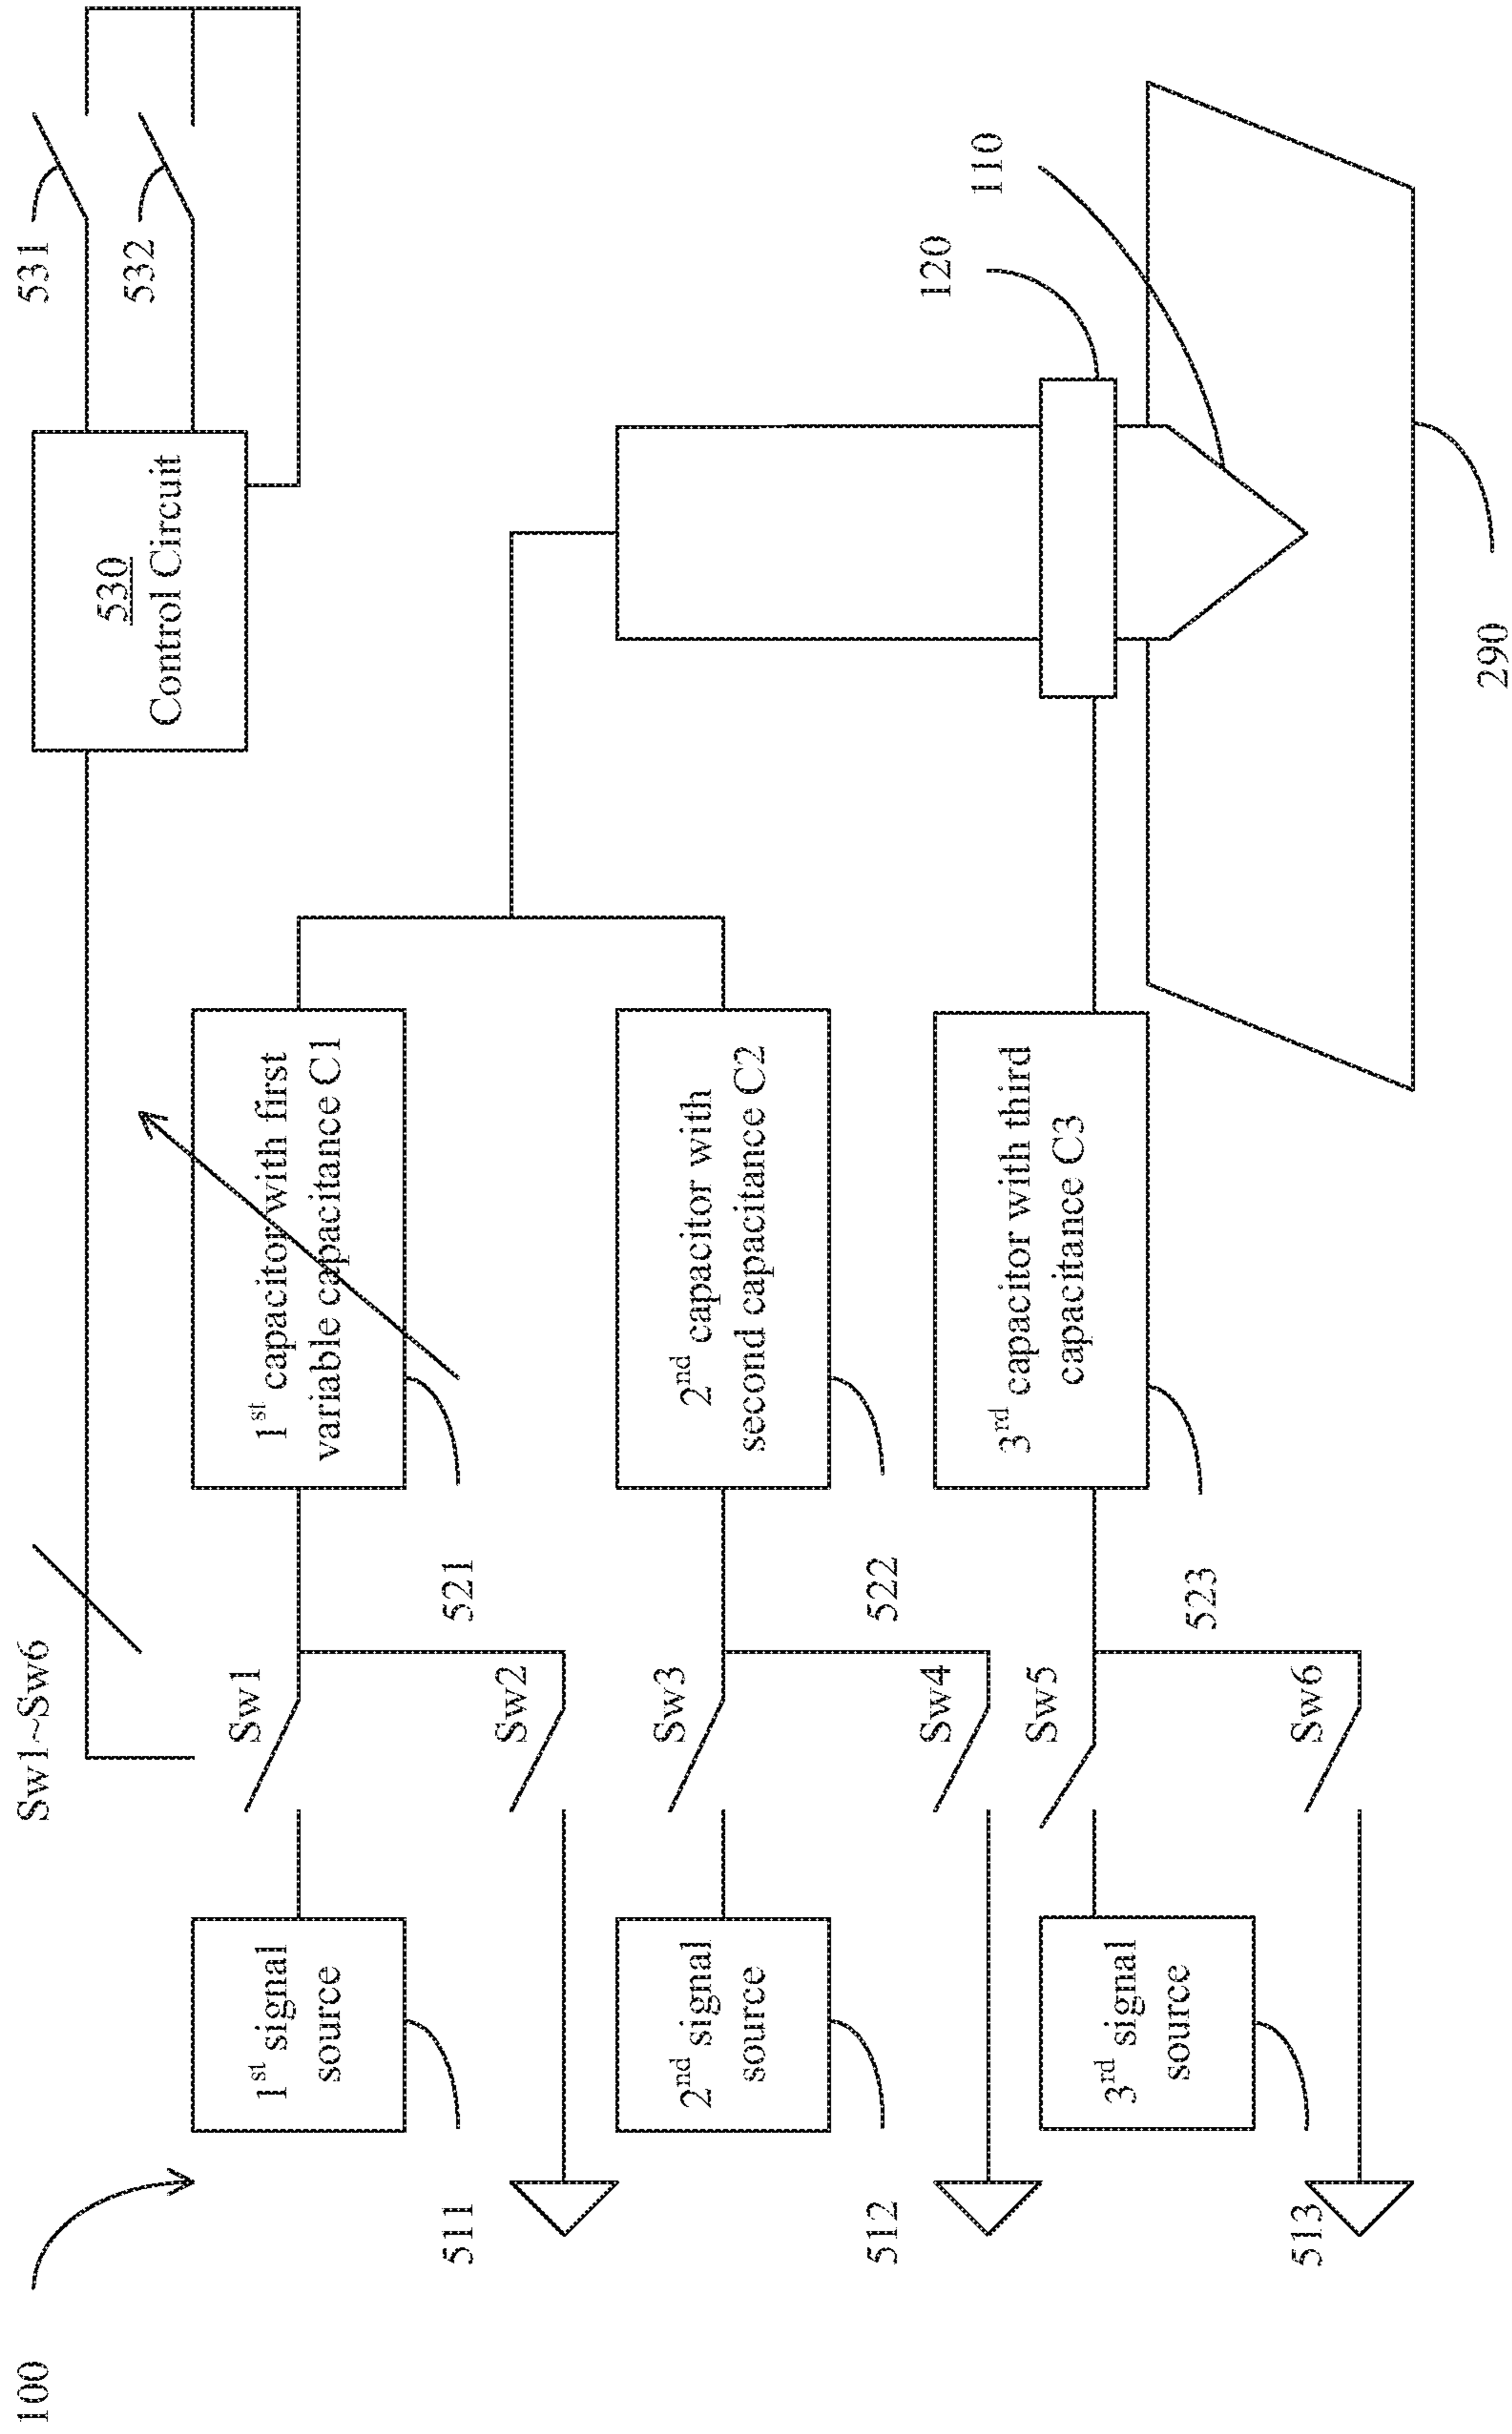 100
Sw1~Sw6
530
Control Circuit
531
532
1st signal
source
511
Sw1
Sw2
1st capacitor with first
variable capacitance C1
521
2nd signal
source
512
Sw3
Sw4
2nd capacitor with
second capacitance C2
522
3rd signal
source
513
Sw5
Sw6
3rd capacitor with third
capacitance C3
523
120
110
290